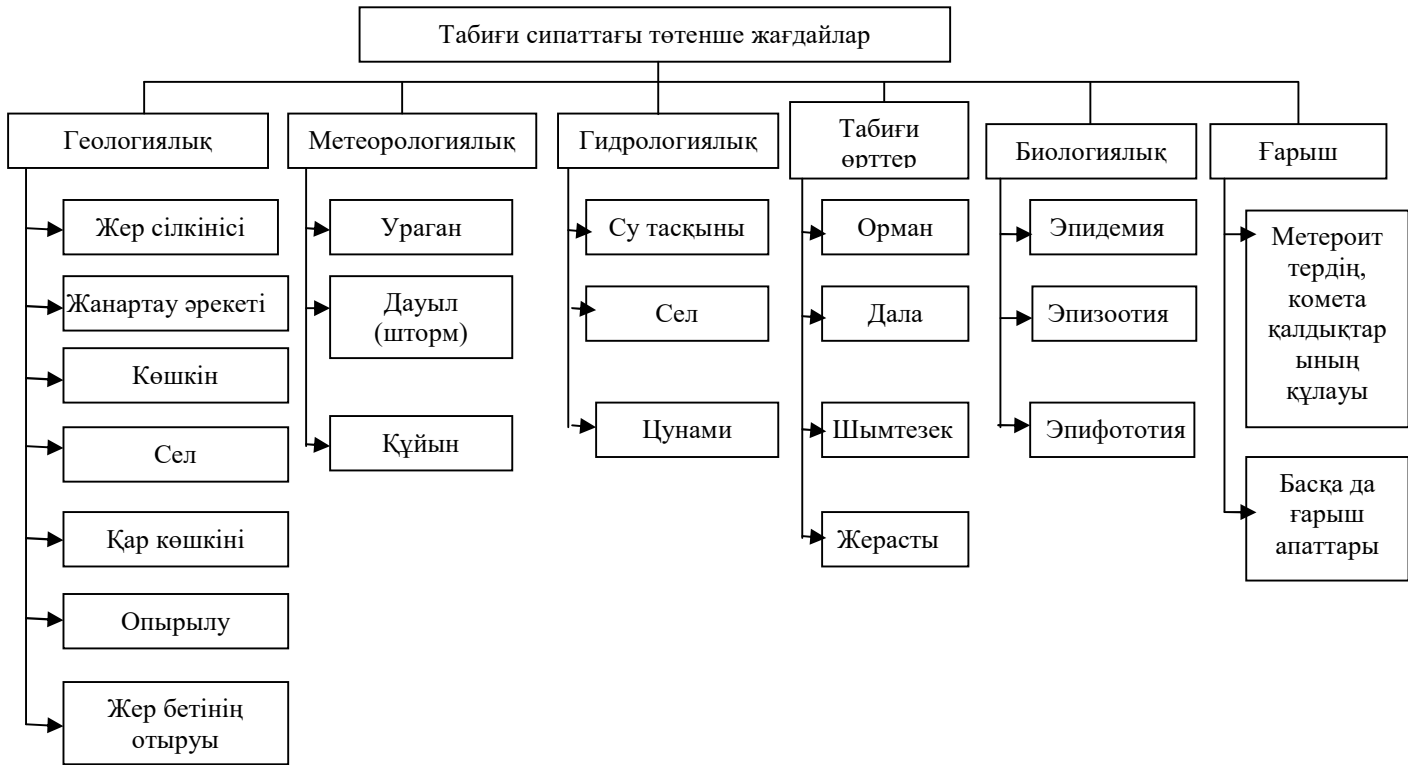 Табиғи сипаттағы төтенше жағдайлар
Геологиялық
Жер сілкінісі
Жанартау әрекеті
Көшкін
Сел
Қар көшкіні
Опырылу
Жер бетінің
отыруы
Метеорологиялық
Ураган
Дауыл
(шторм)
Құйын
Гидрологиялық
Су тасқыны
Сел
Цунами
Табиғи
өрттер
Орман
Дала
Шымтезек
Жерасты
Биологиялық
Эпидемия
Эпизоотия
Эпифототия
Ғарыш
Метероит
тердің,
комета
қалдықтар
ының
құлауы
Басқа да
ғарыш
апаттары